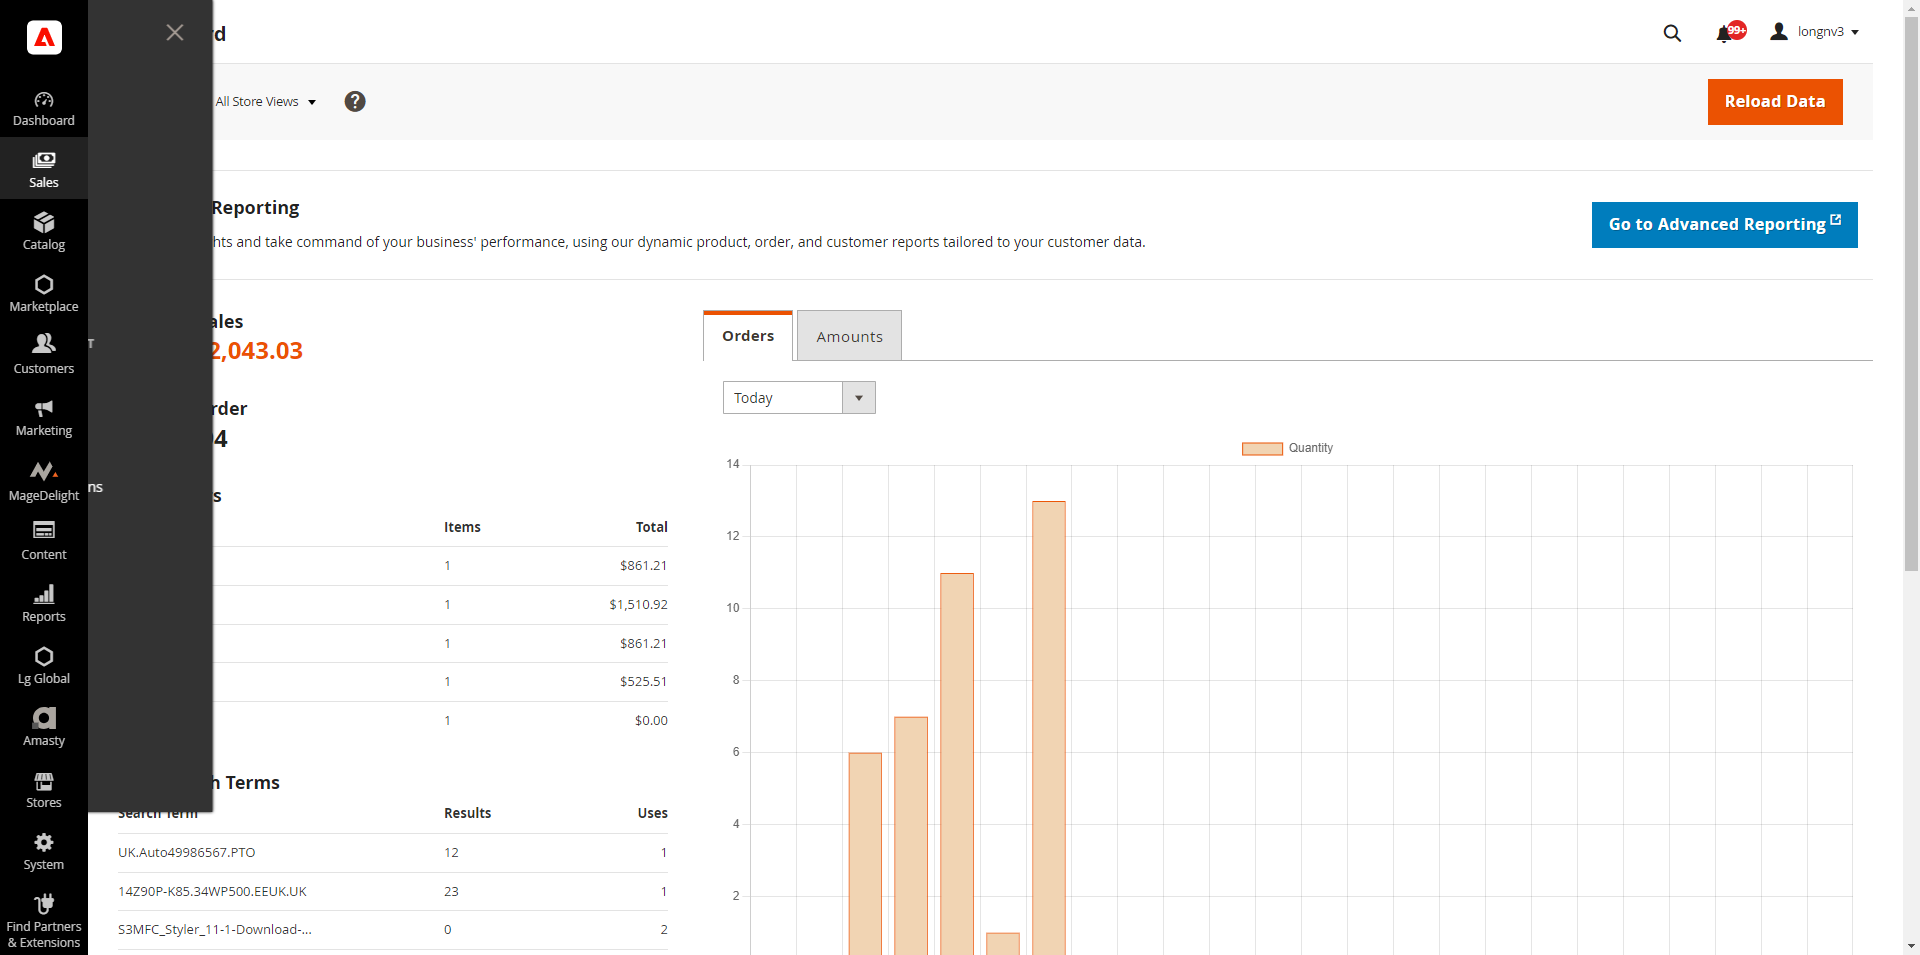 rd
99+
longnv3
Dashboard
All Store Views
?
Reload Data
Sales
Reporting
Go to Advanced Reporting
Catalog
hts and take command of your business' performance, using our dynamic product, order, and customer reports tailored to your customer data.
Marketplace
ales
Orders
Amounts
T
2,043.03
Customers
Today
rder
Marketing
4
Quantity
14
MageDelight
ns
s
Items
Total
12
Content
1
$861.21
1
$1,510.92
10
Reports
1
$861.21
Lg Global
1
$525.51
8
1
$0.00
Amasty
6
h Terms
Stores
Search Term
Results
Uses
4
UK.Auto49986567.PTO
12
1
System
14Z90P-K85.34WP500.EEUK.UK
23
1
2
Find Partners
& Extensions
S3MFC_Styler_11-1-Download-...
0
2